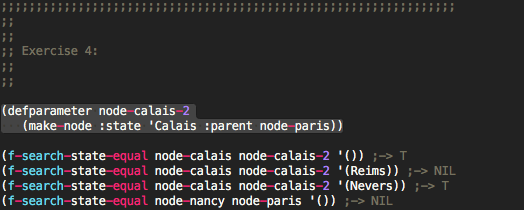 ;;;;;;;;;;;;;;;;;;;;;;;;;;;;;;;;;;;;;;;;;;;;;;;;;;;;;;;;;;;;;;;;;
;;
;;
;; Exercise 4:
;;
;;
(defparameter node-calais-2
(make-node :state 'Calais :parent node-paris))
(f-search-state-equal node-calais node-calais-2 '()) ;-> T
(f-search-state-equal node-calais node-calais-2 '(Reims)) ;-> NIL
(f-search-state-equal node-calais node-calais-2 '(Nevers)) ;-> T
(f-search-state-equal node-nancy node-paris '()) ;-> NIL